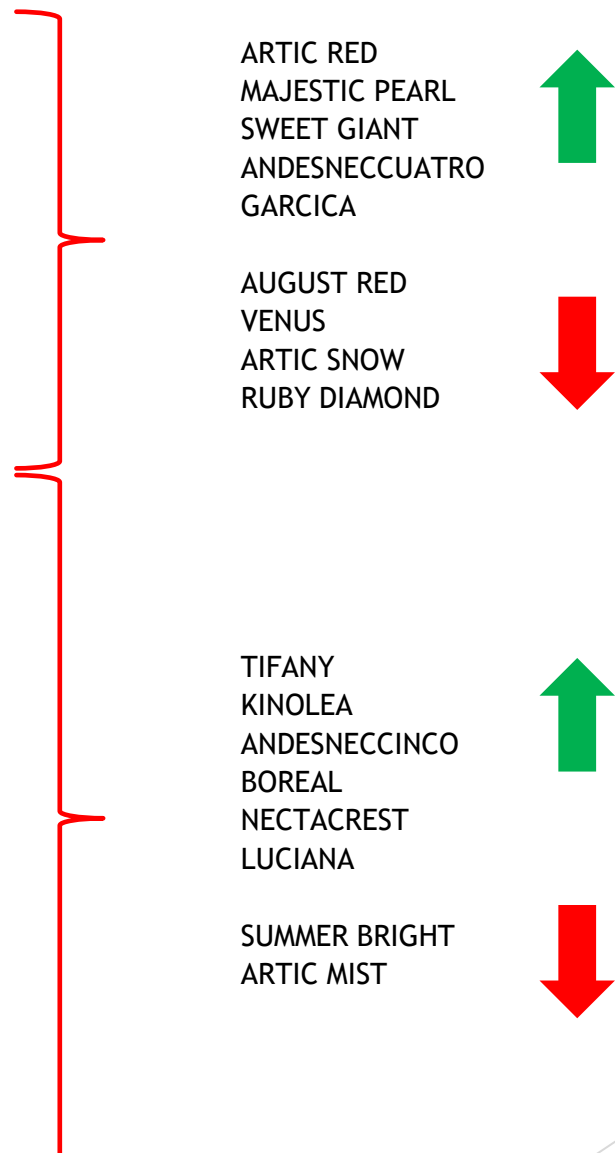 ARTIC RED
MAJESTIC PEARL
SWEET GIANT
ANDESNECCUATRO
GARCICA
AUGUST RED
VENUS
ARTIC SNOW
RUBY DIAMOND
TIFANY
KINOLEA
ANDESNECCINCO
BOREAL
NECTACREST
LUCIANA
SUMMER BRIGHT
ARTIC MIST